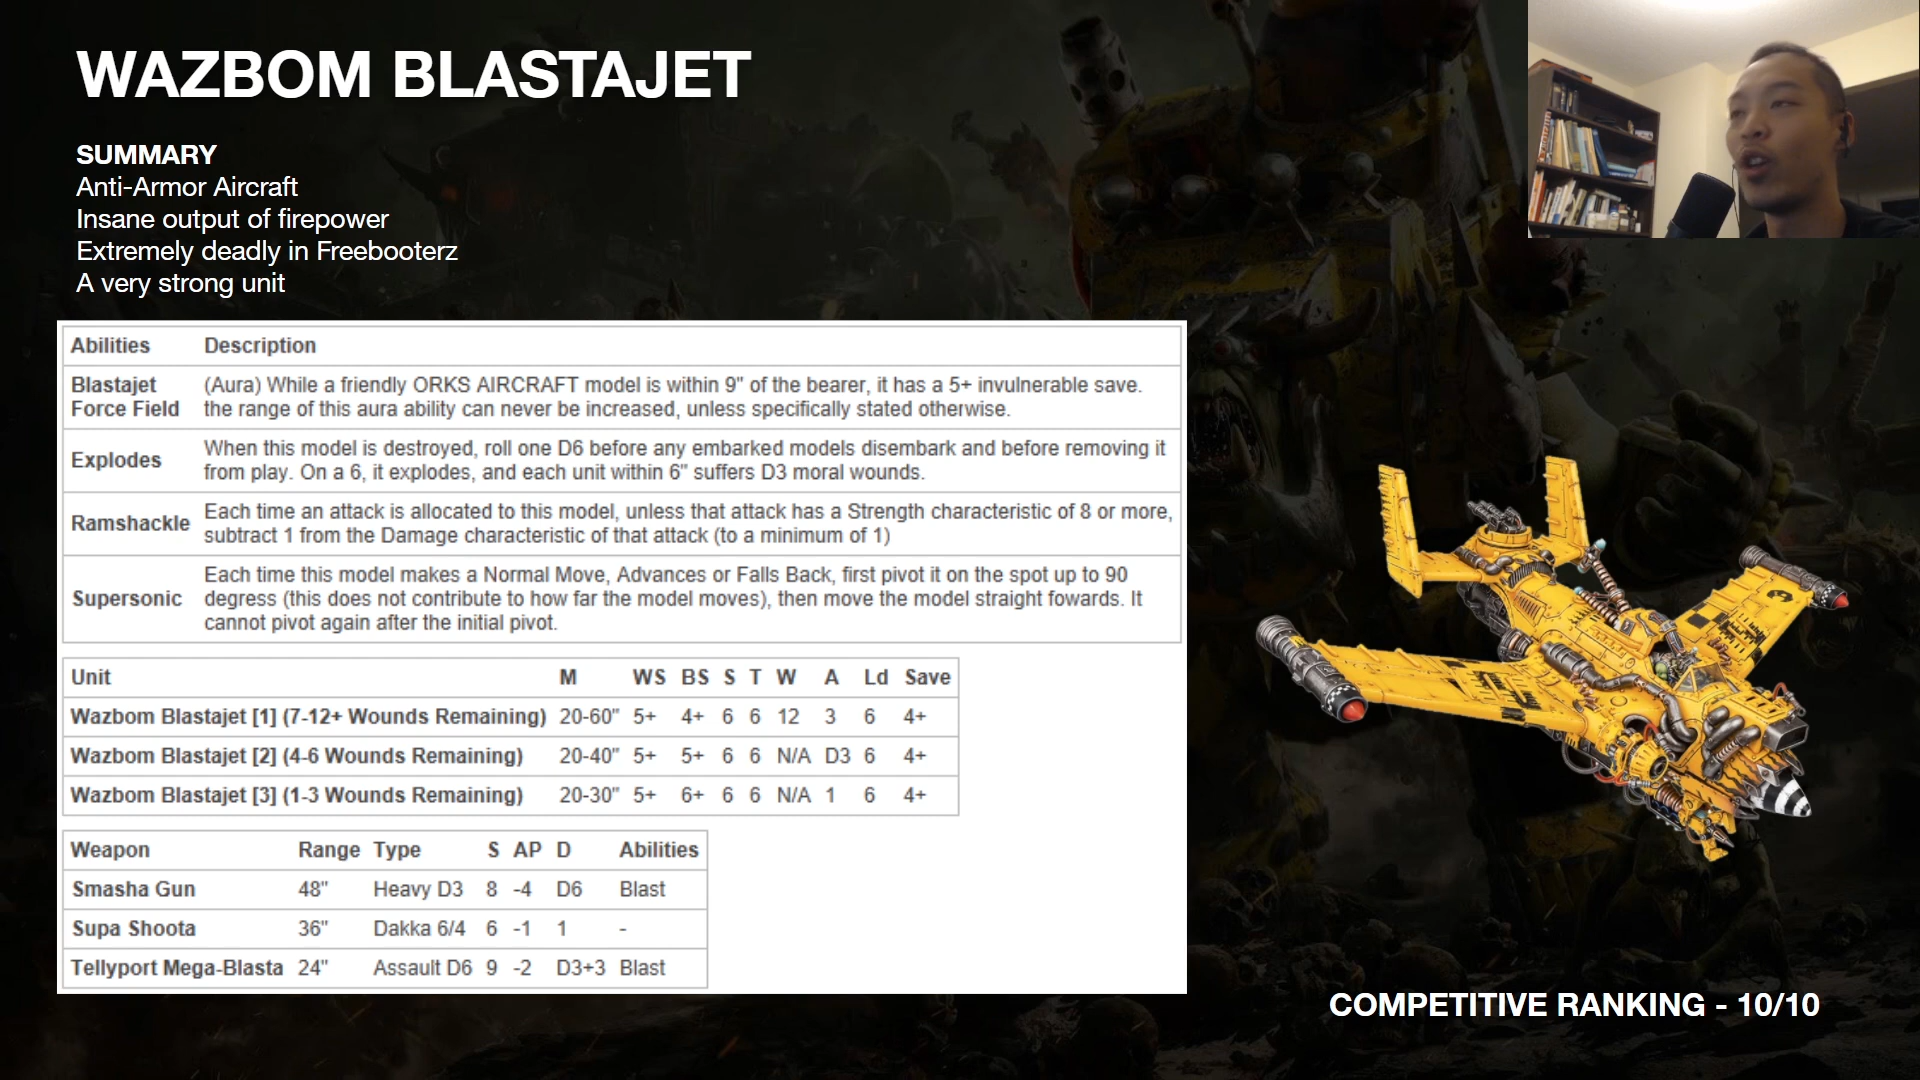 WAZBOM BLASTAJET
SUMMARY
Anti-Armor Aircraft
Insane output of firepower
Extremely deadly in Freebooterz
A very strong unit
Abilities Description
Blastajet Force Field (Aura) While a friendly ORKS AIRCRAFT model is within 9" of the bearer, it has a 5+ invulnerable save.
the range of this aura ability can never be increased, unless specifically stated otherwise.
Explodes When this model is destroyed, roll one D6 before any embarked models disembark and before removing it
from play. On a 6, it explodes, and each unit within 6" suffers D3 moral wounds.
Ramshackle Each time an attack is allocated to this model, unless that attack has a Strength characteristic of 8 or more,
subtract 1 from the Damage characteristic of that attack (to a minimum of 1)
Supersonic Each time this model makes a Normal Move, Advances or Falls Back, first pivot it on the spot up to 90
degress (this does not contribute to how far the model moves), then move the model straight fowards. It
cannot pivot again after the initial pivot.
Unit M WS BS S T W A Ld Save
Wazbom Blastajet [1] (7-12+ Wounds Remaining) 20-60" 5+ 4+ 6 6 12 3 6 4+
Wazbom Blastajet [2] (4-6 Wounds Remaining) 20-40" 5+ 5+ 6 6 N/A D3 6 4+
Wazbom Blastajet [3] (1-3 Wounds Remaining) 20-30" 5+ 6+ 6 6 N/A 1 6 4+
Weapon Range Type S AP D Abilities
Smasha Gun 48" Heavy D3 8 -4 D6 Blast
Supa Shoota 36" Dakka 6/4 6 -1 1 -
Tellyport Mega-Blasta 24" Assault D6 9 -2 D3+3 Blast
COMPETITIVE RANKING - 10/10